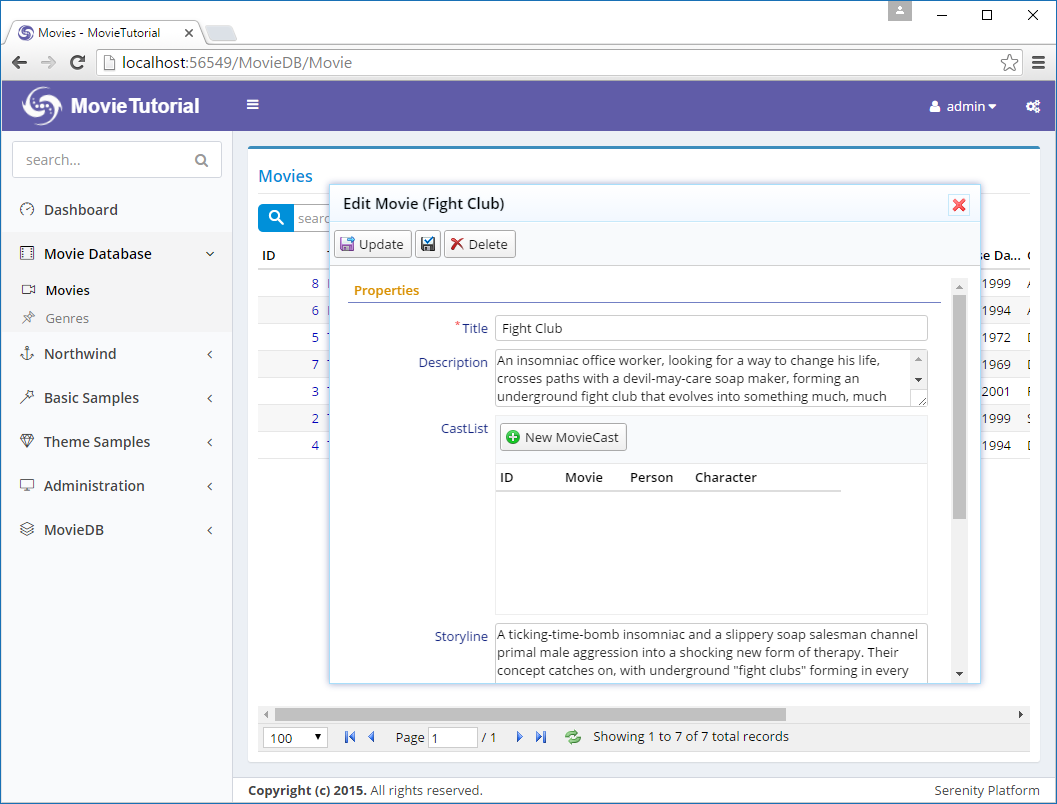 Movies - MovieTutorial
localhost:56549/MovieDB/Movie
MovieTutorial
admin
search...
Dashboard
Movie Database
Movies
Genres
Northwind
Basic Samples
Theme Samples
Administration
MovieDB
Movies
Edit Movie (Fight Club)
Update
Delete
ID
8
6
5
7
3
2
4
Properties
*Title
Fight Club
Description
An insomniac office worker, looking for a way to change his life,
crosses paths with a devil-may-care soap maker, forming an
underground fight club that evolves into something much, much
CastList
New MovieCast
ID Movie Person Character
Storyline
A ticking-time-bomb insomniac and a slippery soap salesman channel
primal male aggression into a shocking new form of therapy. Their
concept catches on, with underground "fight clubs" forming in every
1999
1994
1972
1969
2001
1999
1994
100
Page 1 / 1
Showing 1 to 7 of 7 total records
Copyright (c) 2015. All rights reserved.
Serenity Platform